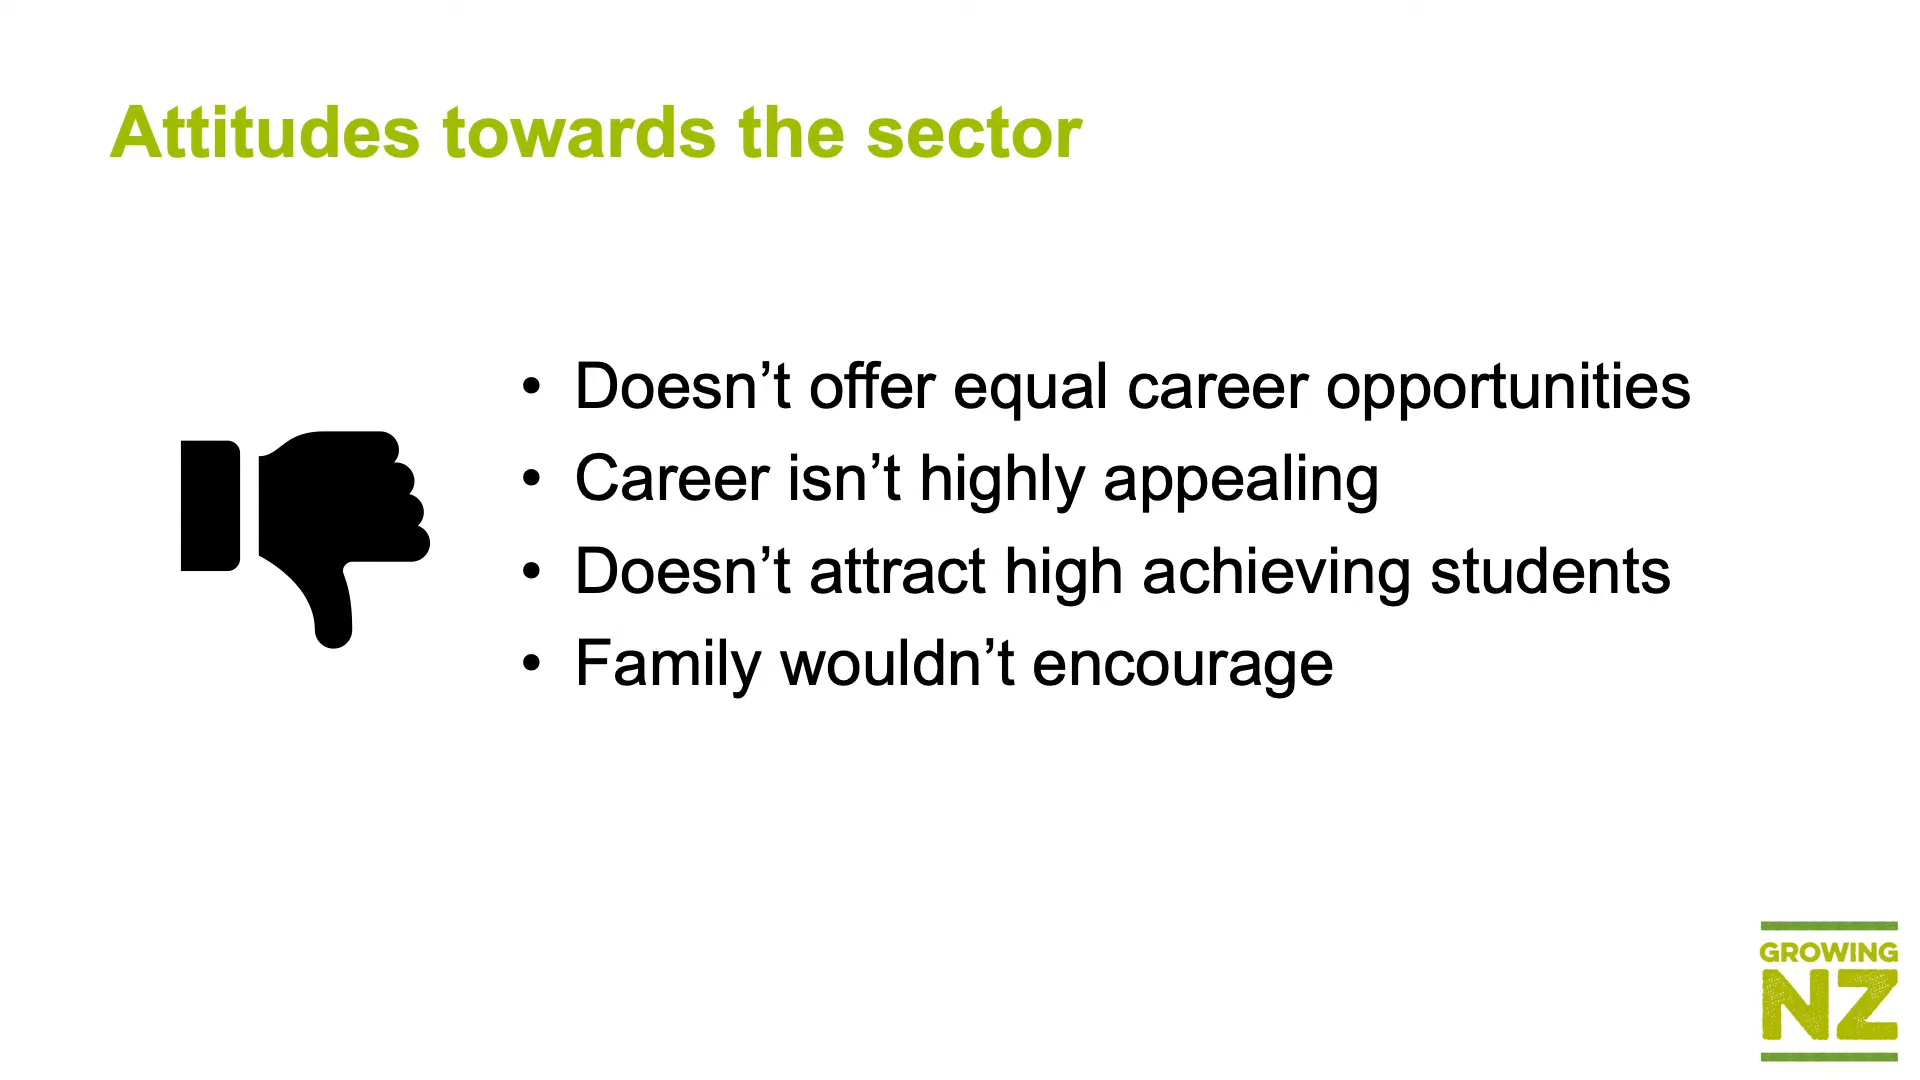 Attitudes towards the sector
• Doesn’t offer equal career opportunities
• Career isn’t highly appealing
• Doesn’t attract high achieving students
• Family wouldn’t encourage
GROWING
NZ